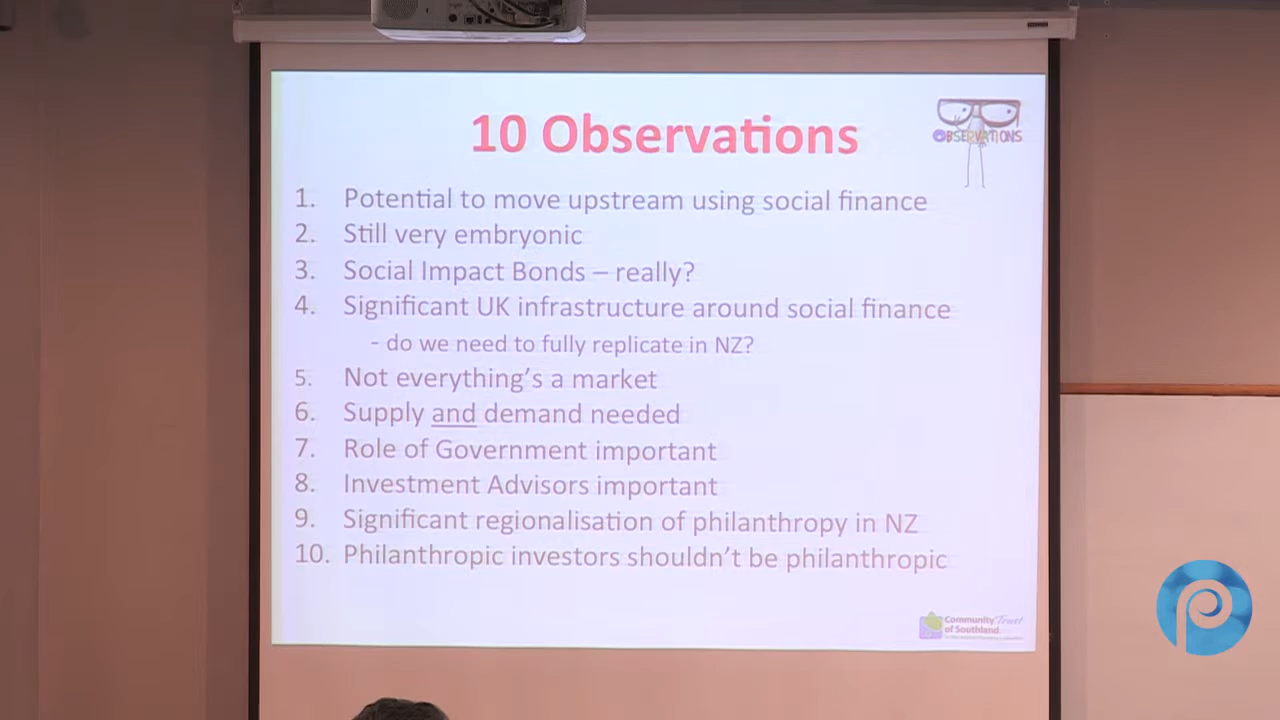 10 Observations
OBSERVATIONS
1. Potential to move upstream using social finance
2. Still very embryonic
3. Social Impact Bonds – really?
4. Significant UK infrastructure around social finance
- do we need to fully replicate in NZ?
5. Not everything's a market
6. Supply and demand needed
7. Role of Government important
8. Investment Advisors important
9. Significant regionalisation of philanthropy in NZ
10. Philanthropic investors shouldn't be philanthropic
Community Trust
of Southland